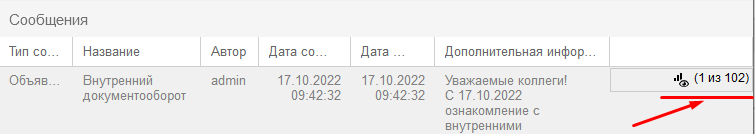 Сообщения
Тип со... Название Автор Дата со... Дата ... Дополнительная инфор...
Объяв... Внутренний admin 17.10.2022 17.10.2022 Уважаемые коллеги! (1 из 102)
документооборот 09:42:32 09:42:32 С 17.10.2022
ознакомление с
внутренними